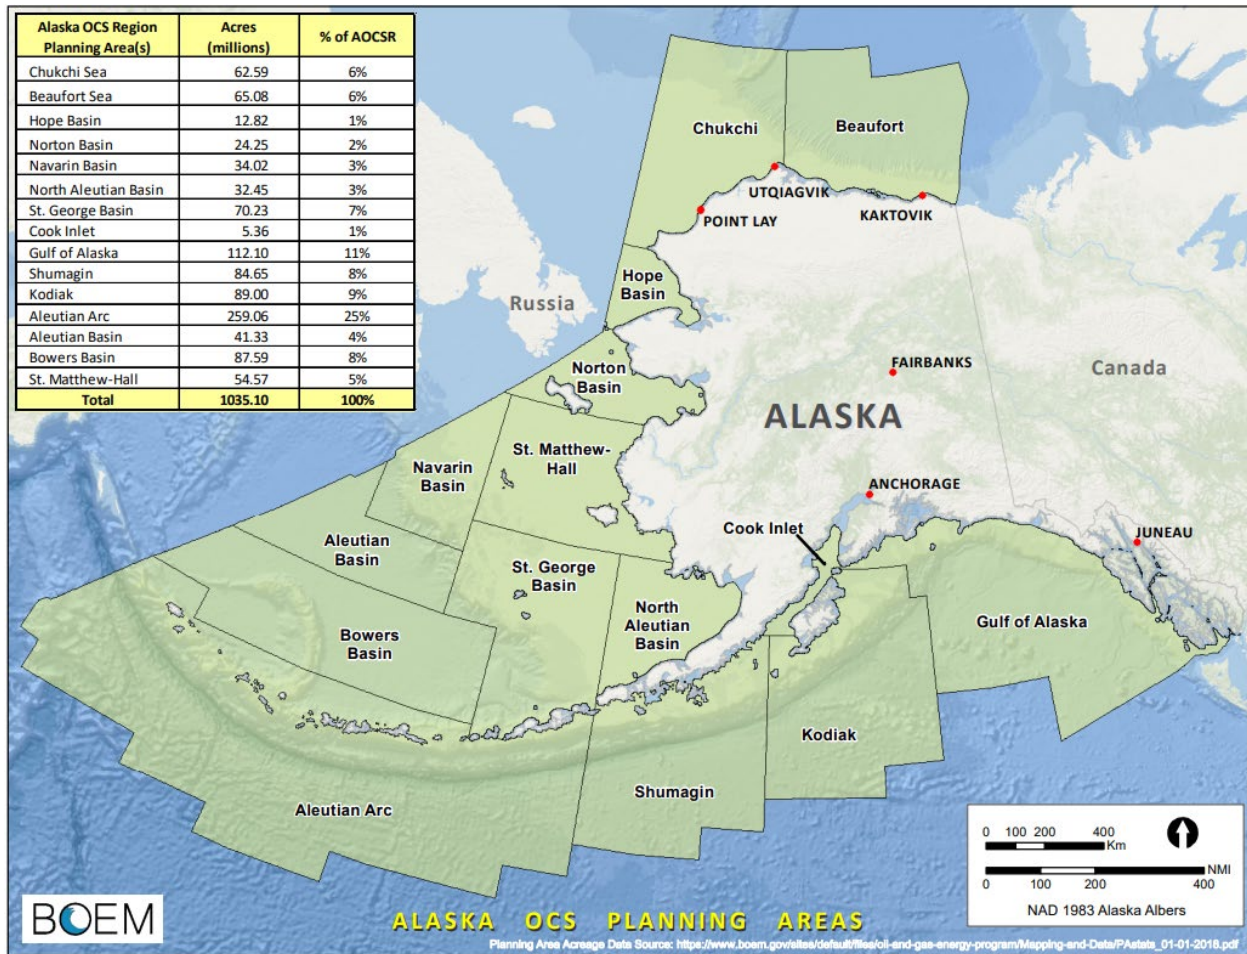 Alaska OCS Region Planning Area(s) Acres (millions) % of AOCSR
Chukchi Sea 62.59 6%
Beaufort Sea 65.08 6%
Hope Basin 12.82 1%
Norton Basin 24.25 2%
Navarin Basin 34.02 3%
North Aleutian Basin 32.45 3%
St. George Basin 70.23 7%
Cook Inlet 5.36 1%
Gulf of Alaska 112.10 11%
Shumagin 84.65 8%
Kodiak 89.00 9%
Aleutian Arc 259.06 25%
Aleutian Basin 41.33 4%
Bowers Basin 87.59 8%
St. Matthew-Hall 54.57 5%
Total 1035.10 100%
Chukchi
Beaufort
UTQIAGVIK
POINT LAY
KAKTOVIK
Hope
Basin
Russia
Norton
Basin
FAIRBANKS
Canada
ALASKA
St. Matthew-
Hall
Navarin
Basin
ANCHORAGE
Cook Inlet
JUNEAU
Aleutian
Basin
St. George
Basin
North
Aleutian
Basin
Gulf of Alaska
Bowers
Basin
Kodiak
Shumagin
Aleutian Arc
0 100 200 400
Km
NMI
0 100 200 400
NAD 1983 Alaska Albers
BOEM
ALASKA OCS PLANNING AREAS
Planning Area Acreage Data Source: https://www.boem.gov/sites/default/files/oil-and-gas-energy-program/Mapping-and-Data/PAstats_01-01-2018.pdf